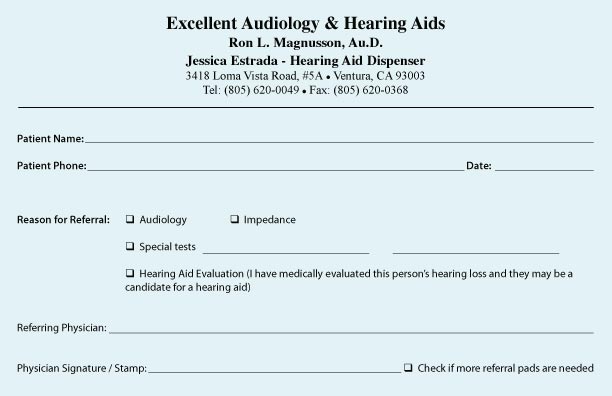 Excellent Audiology & Hearing Aids
Ron L. Magnusson, Au.D.
Jessica Estrada - Hearing Aid Dispenser
3418 Loma Vista Road, #5A • Ventura, CA 93003
Tel: (805) 620-0049 • Fax: (805) 620-0368
Patient Name:
Patient Phone: Date:
Reason for Referral: ❑ Audiology ❑ Impedance
❑ Special tests
❑ Hearing Aid Evaluation (I have medically evaluated this person's hearing loss and they may be a
candidate for a hearing aid)
Referring Physician:
Physician Signature / Stamp: ❑ Check if more referral pads are needed